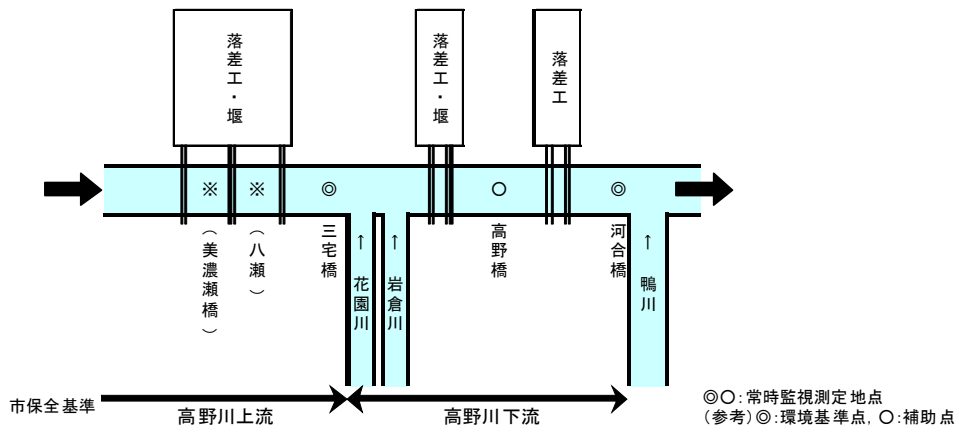 落差工・堰
落差工・堰
落差工
※
※
◎
○
◎
（美濃瀬橋）
（八瀬）
三宅橋
↑
花園川
↑
岩倉川
高野橋
河合橋
↑
鴨川
市保全基準
高野川上流
高野川下流
◎○：常時監視測定地点
（参考）◎：環境基準点，○：補助点